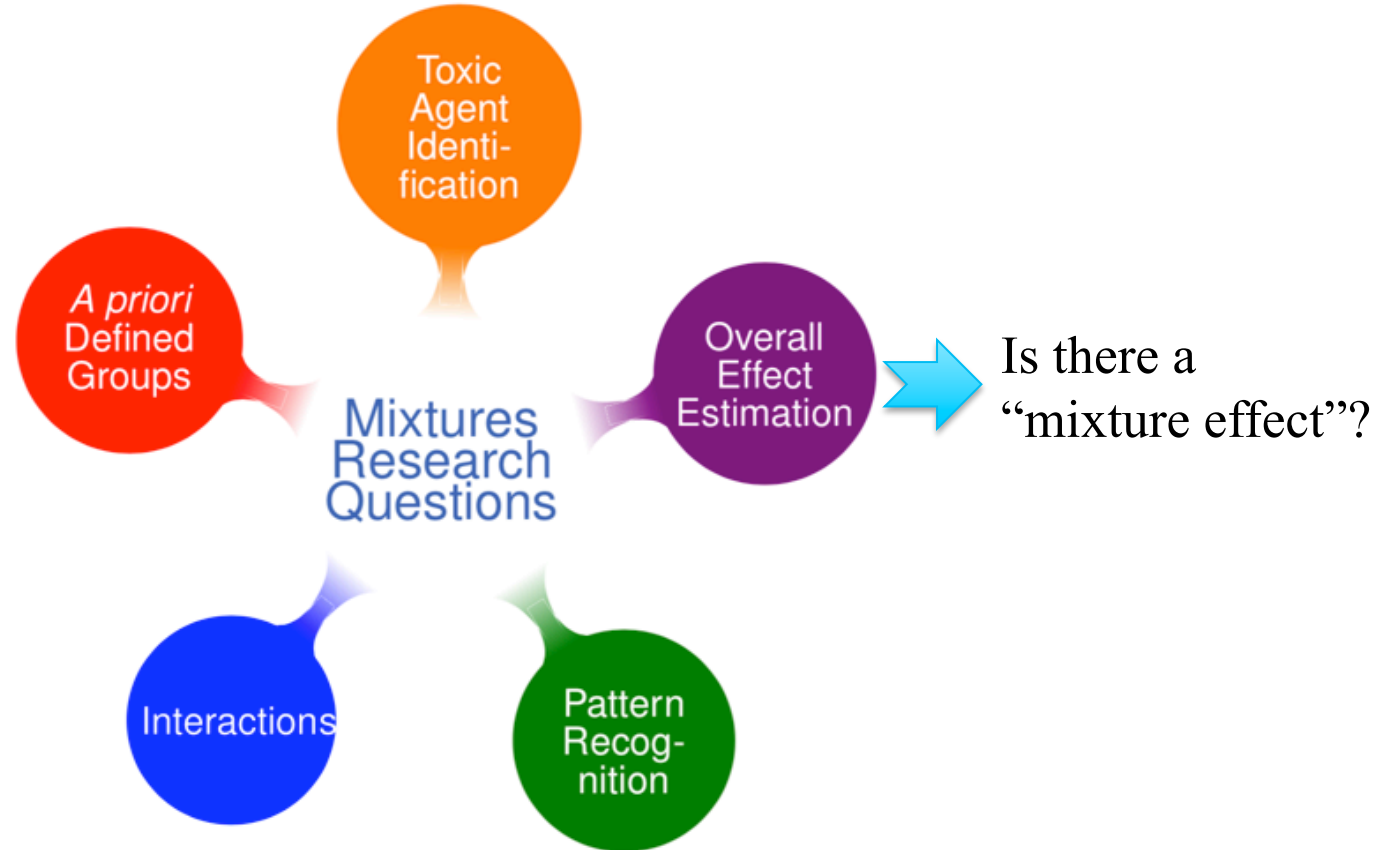 Toxic
Agent
Identi-
fication
A priori
Defined
Groups
Overall
Effect
Estimation
Is there a
“mixture effect”?
Mixtures
Research
Questions
Interactions
Pattern
Recog-
nition